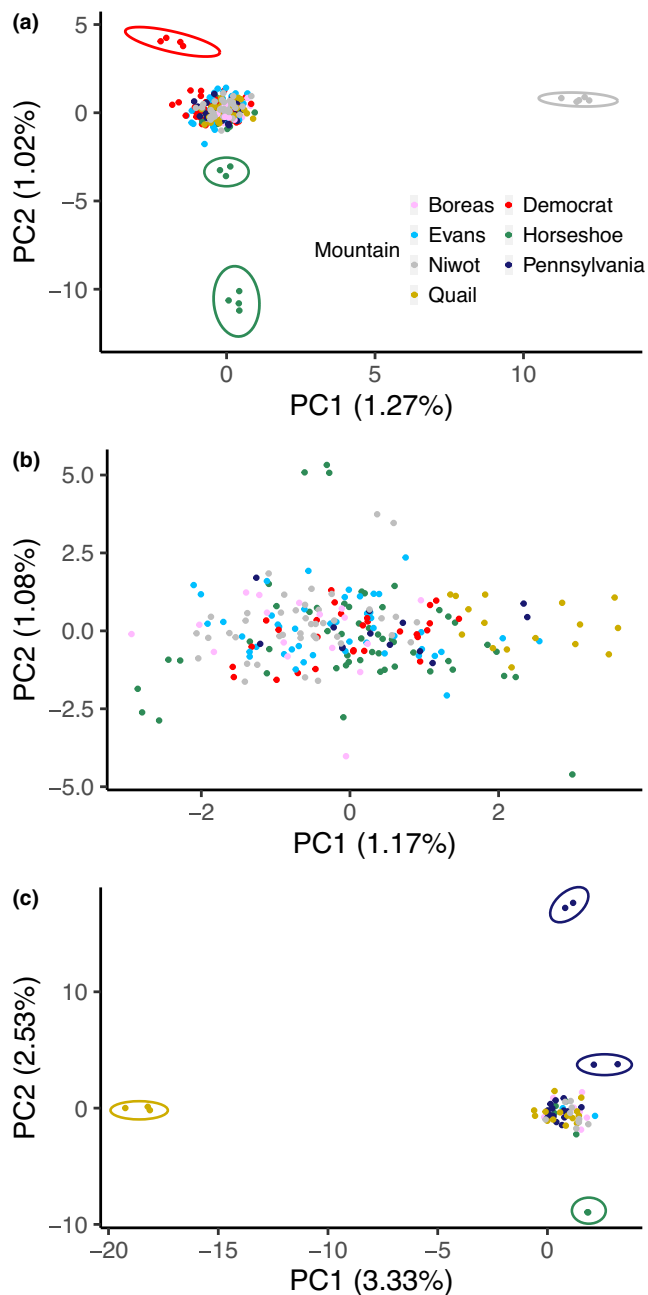 (a)
5
0
−5
−10
PC2 (1.02%)
0
5
10
PC1 (1.27%)
Mountain
Boreas
Democrat
Evans
Horseshoe
Niwot
Pennsylvania
Quail
(b)
5.0
2.5
0.0
−2.5
−5.0
PC2 (1.08%)
−2
0
2
PC1 (1.17%)
(c)
10
0
−10
PC2 (2.53%)
−20
−15
−10
−5
0
PC1 (3.33%)